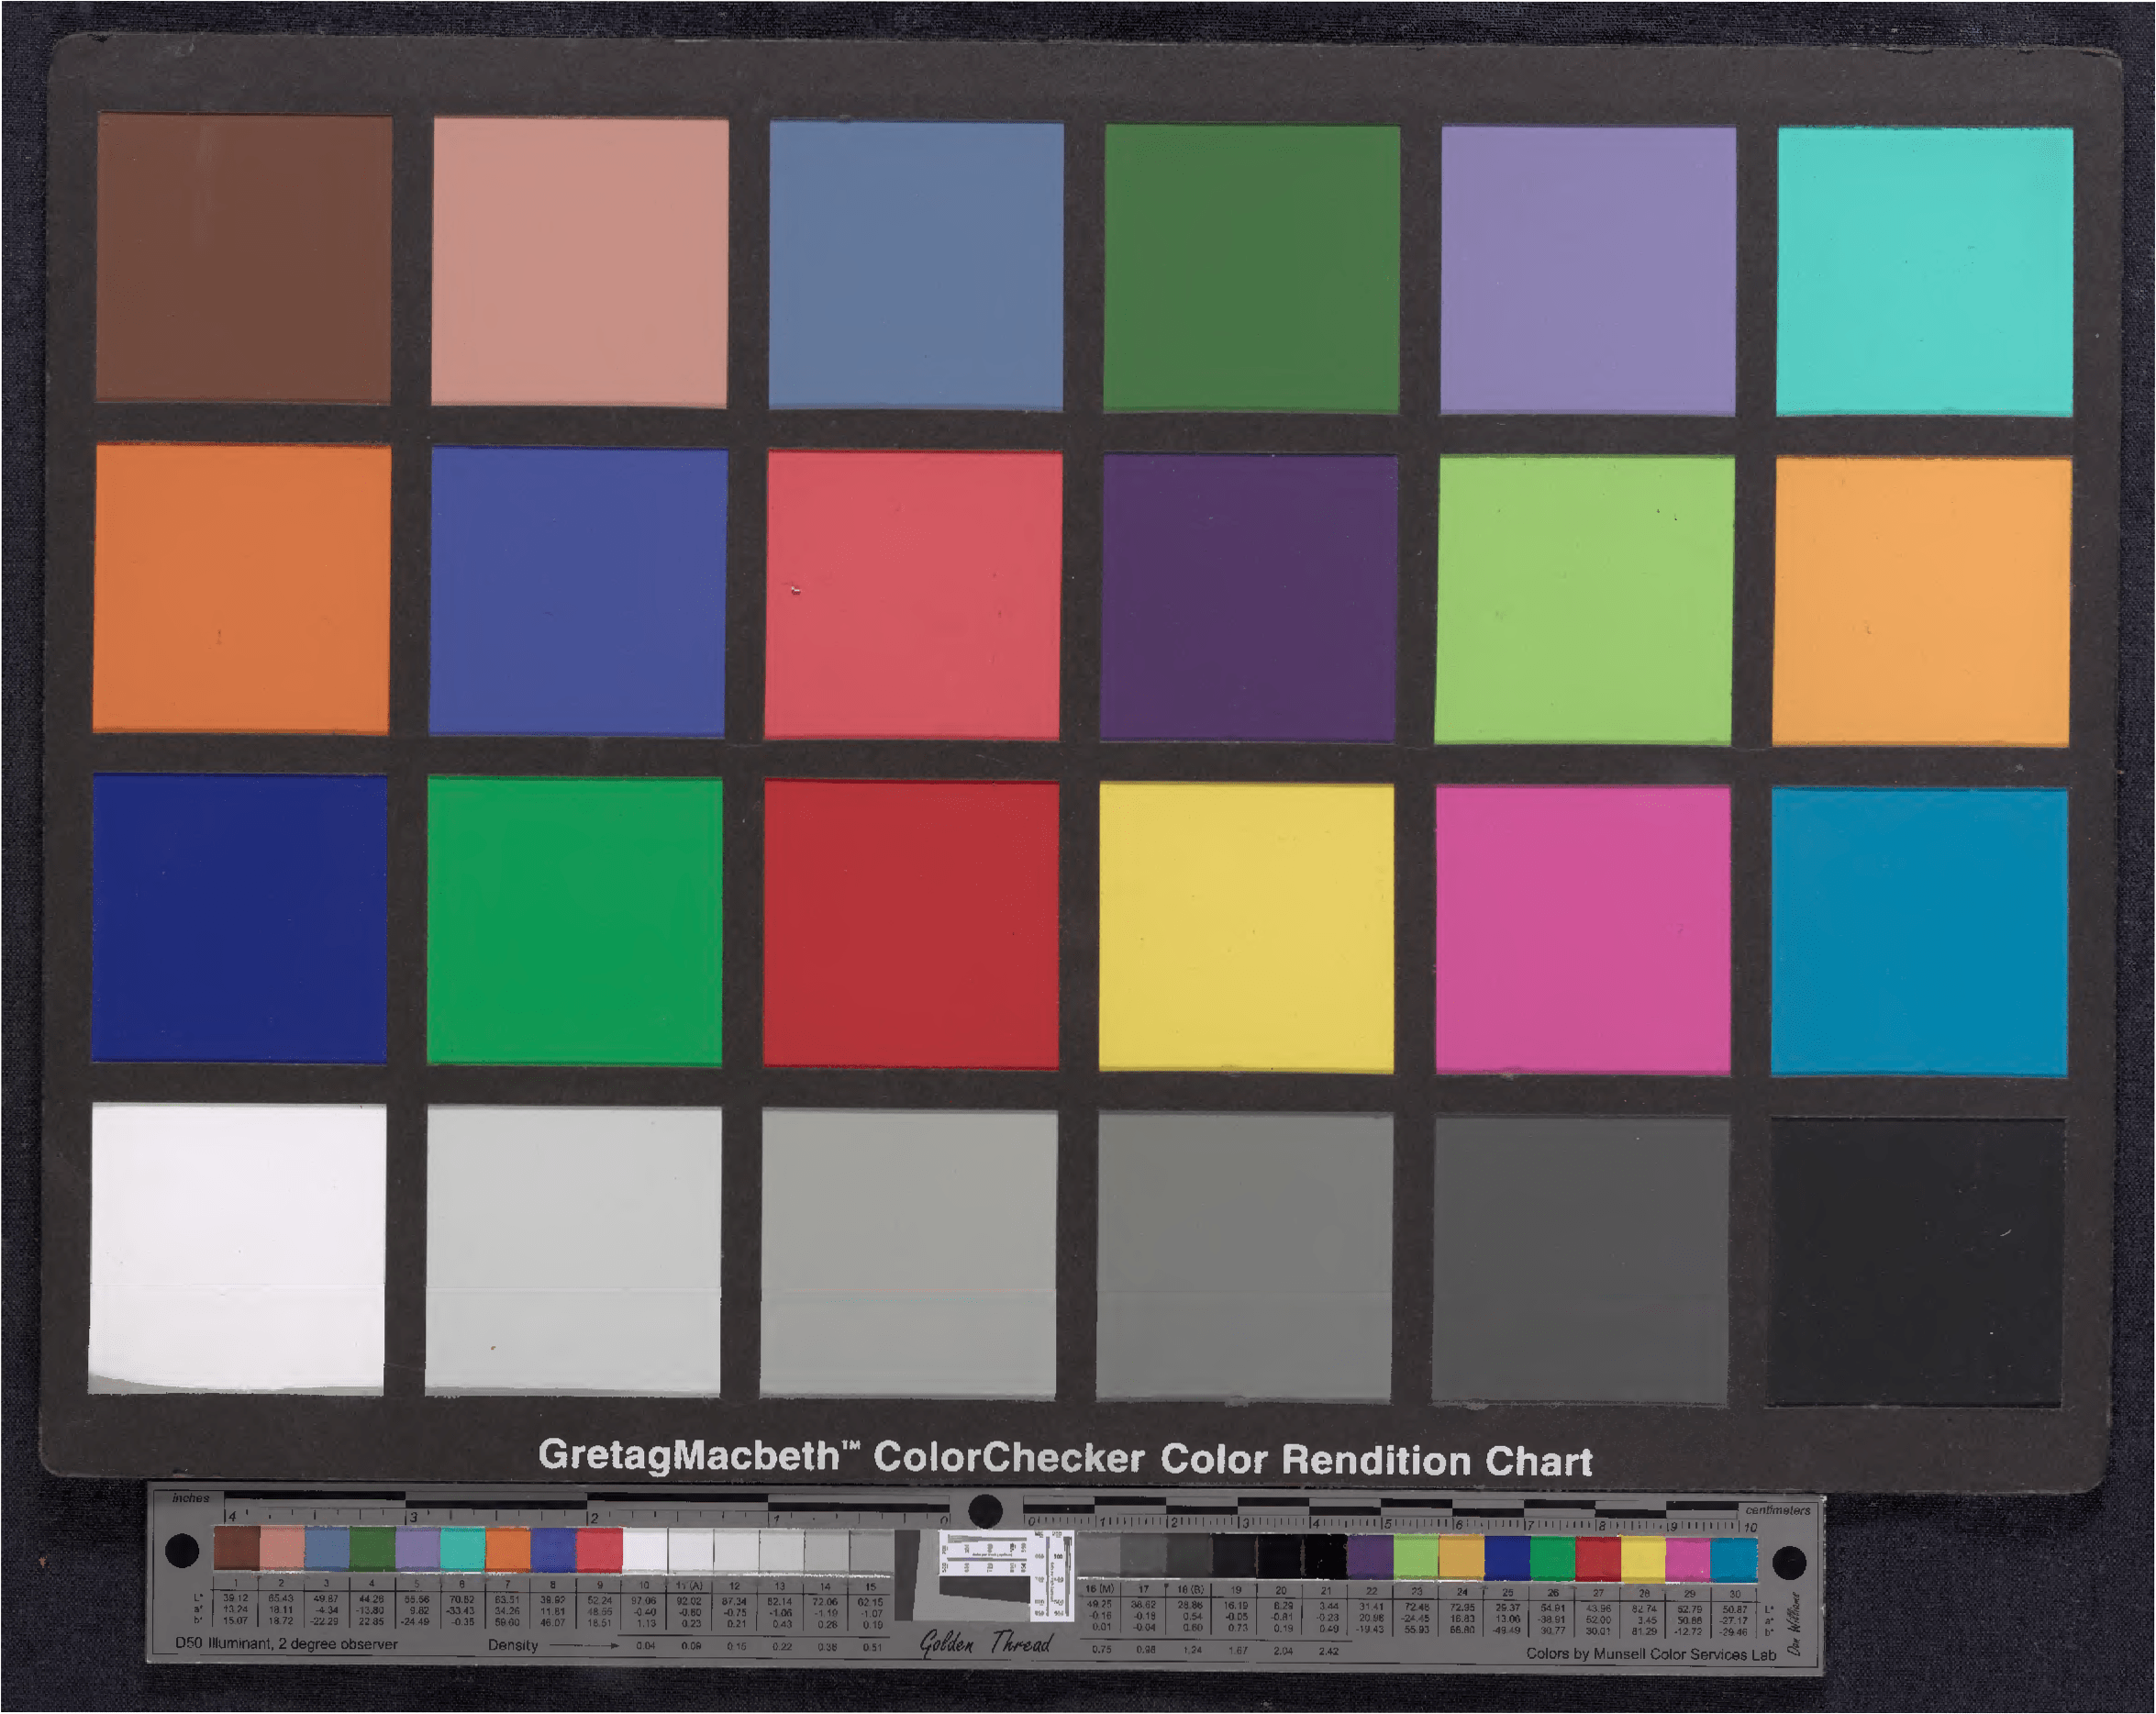 GretagMacbeth™ ColorChecker Color Rendition Chart
inches
centimeters
4 3 2 1 0
0 1 2 3 4 5 6 7 8 9 10
1 2 3 4 5 6 7 8 9 10 11 (A) 12 13 14 15
16 (M) 17 18 (B) 19 20 21 22 23 24 25 26 27 28 29 30
L* 39.12 65.43 49.87 44.26 55.56 70.82 63.51 39.92 52.24 97.06 92.02 87.34 82.14 72.06 62.15
a* 13.24 18.11 -4.34 -13.80 9.82 -33.43 34.26 11.81 48.55 -0.40 -0.60 -0.75 -1.06 -1.19 -1.07
b* 15.07 18.72 -22.29 22.85 -24.49 -0.35 59.60 46.07 18.51 1.13 0.23 0.21 0.43 0.28 0.19
49.25 38.62 28.86 16.19 8.29 3.44 31.41 72.46 72.95 29.37 54.91 43.96 82.74 52.79 50.87 L*
-0.16 -0.18 0.54 -0.05 -0.81 -0.23 20.98 -24.45 16.83 13.06 -38.91 52.00 3.45 50.88 -27.17 a*
0.01 -0.04 0.60 0.73 0.19 0.49 -19.43 55.93 68.80 -49.49 30.77 30.01 81.29 -12.72 -29.46 b*
D50 Illuminant, 2 degree observer
Density 0.04 0.09 0.15 0.22 0.36 0.51
Golden Thread
0.75 0.98 1.24 1.67 2.04 2.42
Colors by Munsell Color Services Lab
Don Williams